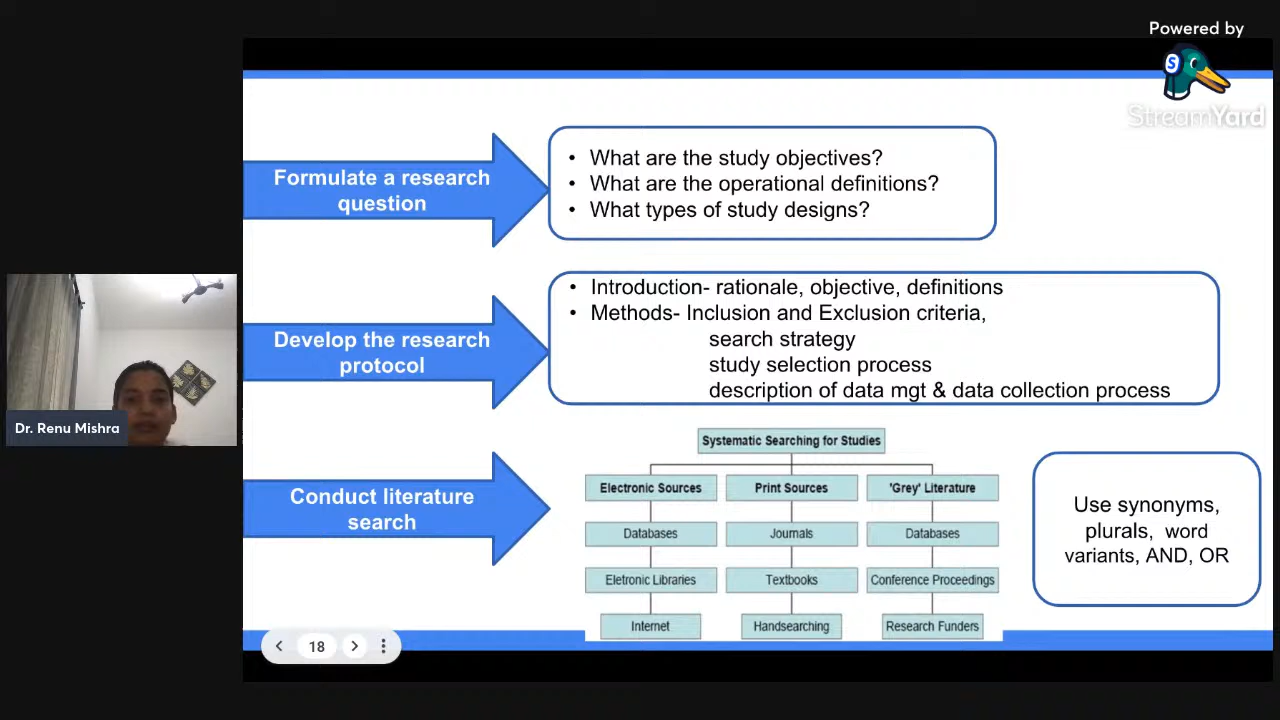 Powered by
StreamYard
Formulate a research
question
• What are the study objectives?
• What are the operational definitions?
• What types of study designs?
Develop the research
protocol
• Introduction- rationale, objective, definitions
• Methods- Inclusion and Exclusion criteria,
search strategy
study selection process
description of data mgt & data collection process
Dr. Renu Mishra
Conduct literature
search
Systematic Searching for Studies
Electronic Sources
Print Sources
'Grey' Literature
Databases
Journals
Databases
Eletronic Libraries
Textbooks
Conference Proceedings
Internet
Handsearching
Research Funders
Use synonyms,
plurals, word
variants, AND, OR
18